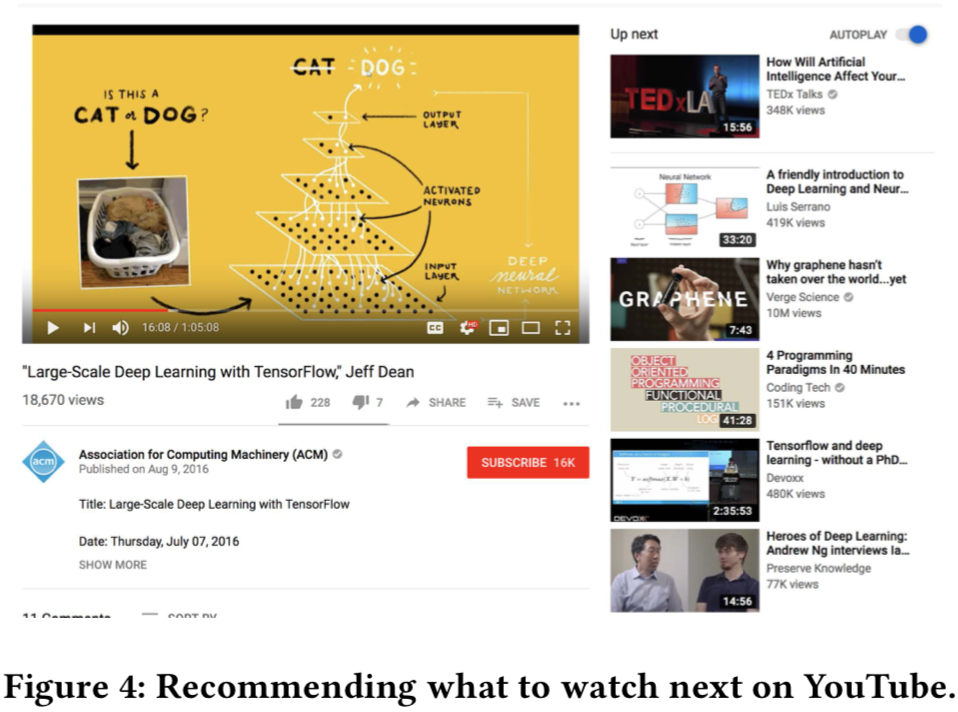 CAT DOG
IS THIS A
CAT or DOG?
OUTPUT
LAYER
ACTIVATED
NEURONS
INPUT
LAYER
DEEP
neural
NETWORK
16:08 / 1:05:08
CC
HD
"Large-Scale Deep Learning with TensorFlow," Jeff Dean
18,670 views
228
7
SHARE
SAVE
acm
Association for Computing Machinery (ACM)
Published on Aug 9, 2016
SUBSCRIBE 16K
Title: Large-Scale Deep Learning with TensorFlow
Date: Thursday, July 07, 2016
SHOW MORE
11 Comments SORT BY
Up next
AUTOPLAY
TEDxLA
15:56
How Will Artificial
Intelligence Affect Your...
TEDx Talks
348K views
Neural Network
33:20
A friendly introduction to
Deep Learning and Neur...
Luis Serrano
419K views
GRAPHENE
7:43
Why graphene hasn't
taken over the world...yet
Verge Science
10M views
OBJECT
ORIENTED
PROGRAMMING
FUNCTIONAL
PROCEDURAL
LOG
41:28
4 Programming
Paradigms In 40 Minutes
Coding Tech
151K views
DEVOXX
2:35:53
Tensorflow and deep
learning - without a PhD...
Devoxx
480K views
14:56
Heroes of Deep Learning:
Andrew Ng interviews Ia...
Preserve Knowledge
77K views
Figure 4: Recommending what to watch next on YouTube.